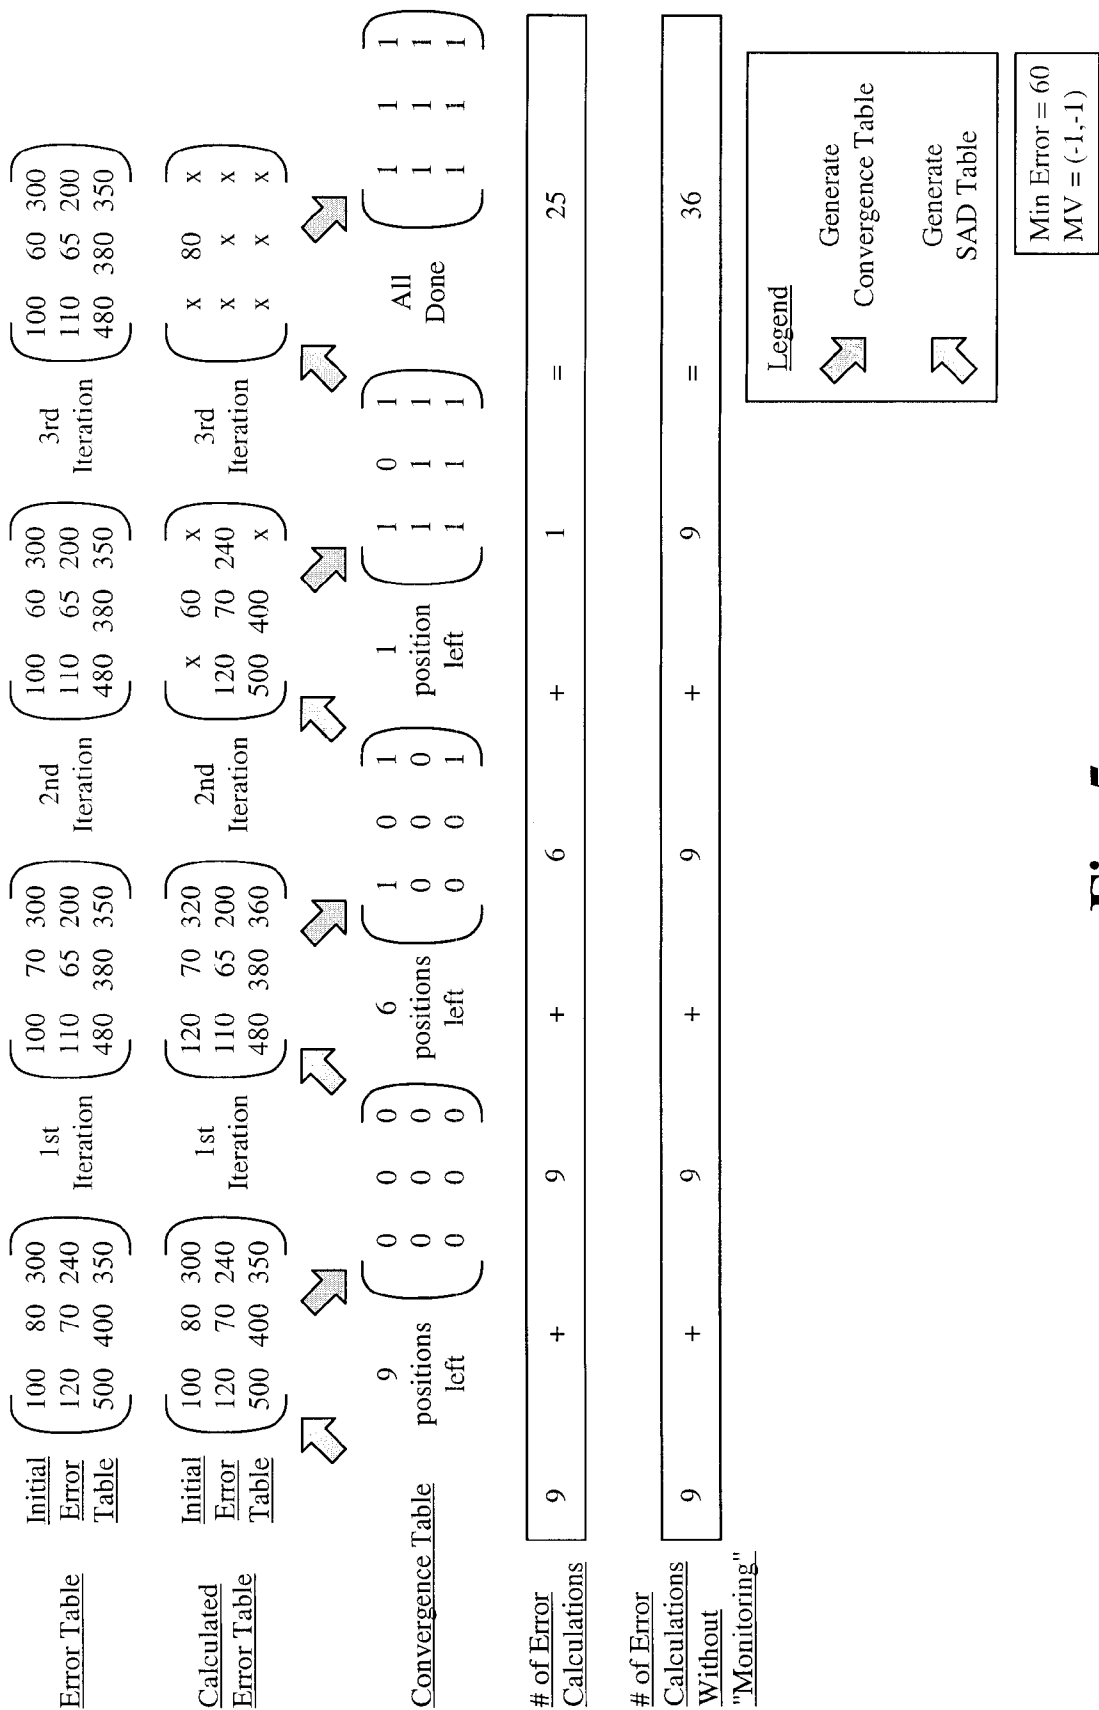 Error Table
Initial
Error
Table
100 80 300
120 70 240
500 400 350
1st
Iteration
100 70 300
110 65 200
480 380 350
2nd
Iteration
100 60 300
110 65 200
480 380 350
3rd
Iteration
100 60 300
110 65 200
480 380 350
Calculated
Error Table
Initial
Error
Table
100 80 300
120 70 240
500 400 350
1st
Iteration
120 70 320
110 65 200
480 380 360
2nd
Iteration
x 60 x
120 70 240
500 400 x
3rd
Iteration
x 80 x
x x x
x x x
Convergence Table
9
positions
left
0 0 0
0 0 0
0 0 0
6
positions
left
1 0 1
0 0 0
0 0 1
1
position
left
1 0 1
1 1 1
1 1 1
All
Done
1 1 1
1 1 1
1 1 1
# of Error
Calculations
9 + 9 + 6 + 1 = 25
# of Error
Calculations
Without
"Monitoring"
9 + 9 + 9 + 9 = 36
Legend
Generate
Convergence Table
Generate
SAD Table
Min Error = 60
MV = (-1,-1)